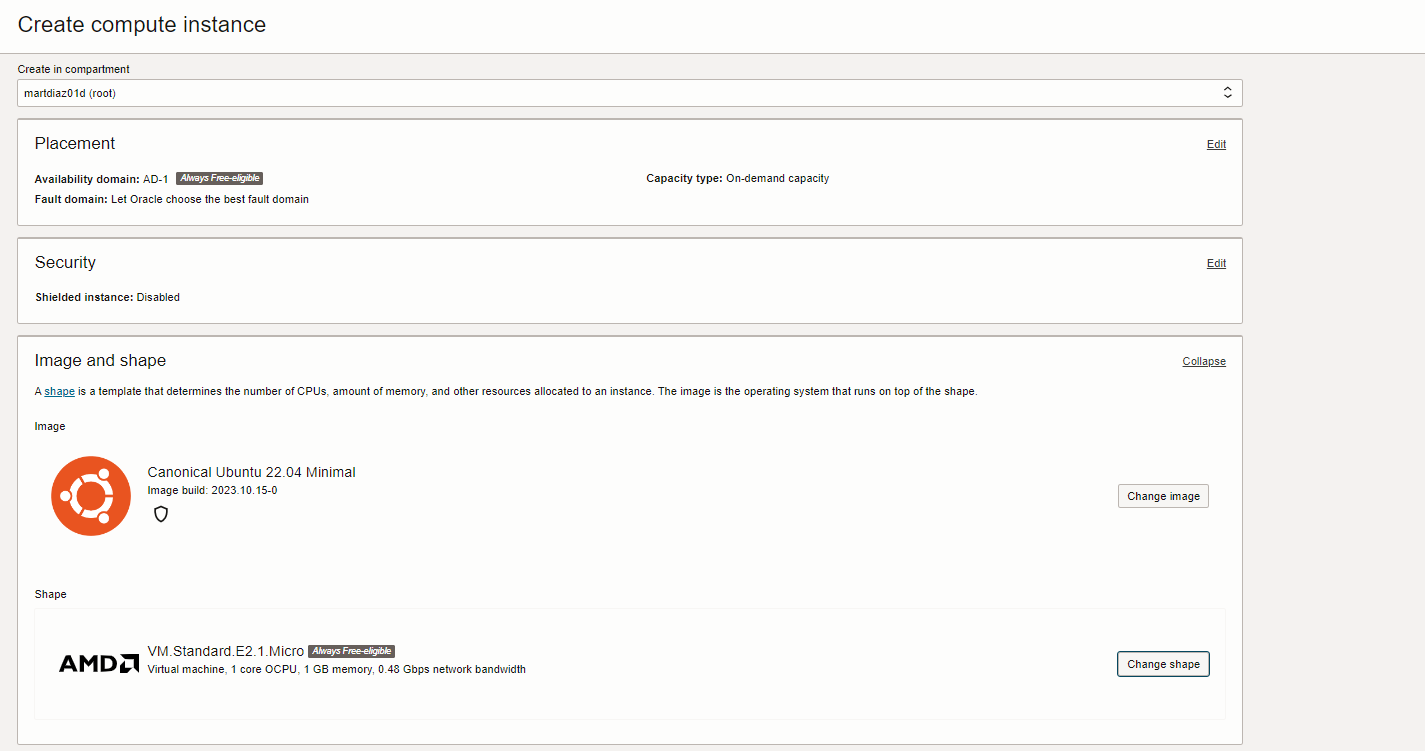 Create compute instance
Create in compartment
martdiaz01d (root)
Placement
Edit
Availability domain: AD-1 Always Free-eligible
Capacity type: On-demand capacity
Fault domain: Let Oracle choose the best fault domain
Security
Edit
Shielded instance: Disabled
Image and shape
Collapse
A shape is a template that determines the number of CPUs, amount of memory, and other resources allocated to an instance. The image is the operating system that runs on top of the shape.
Image
Canonical Ubuntu 22.04 Minimal
Image build: 2023.10.15-0
Change image
Shape
AMD
VM.Standard.E2.1.Micro Always Free-eligible
Virtual machine, 1 core OCPU, 1 GB memory, 0.48 Gbps network bandwidth
Change shape